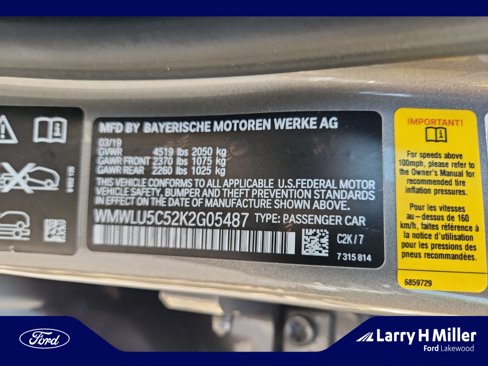 MFD BY BAYERISCHE MOTOREN WERKE AG
03/19
GVWR 4519 lbs 2050 kg
GAWR FRONT 2370 lbs 1075 kg
GAWR REAR 2260 lbs 1025 kg
THIS VEHICLE CONFORMS TO ALL APPLICABLE U.S. FEDERAL MOTOR
VEHICLE SAFETY, BUMPER, AND THEFT PREVENTION STANDARDS
IN EFFECT ON THE DATE OF MANUFACTURE SHOWN ABOVE.
WMWLU5C52K2G05487 TYPE: PASSENGER CAR
C2K / 7
7 315 814
IMPORTANT!
For speeds above
100mph, please refer to
the Owner's Manual for
recommended tire
inflation pressures.
Pour les vitesses
au-dessus de 160
km/h, faites référence à
la notice d'utilisation
pour les pressions des
pneus recommandées.
6859729
Ford
Larry H Miller
Ford Lakewood